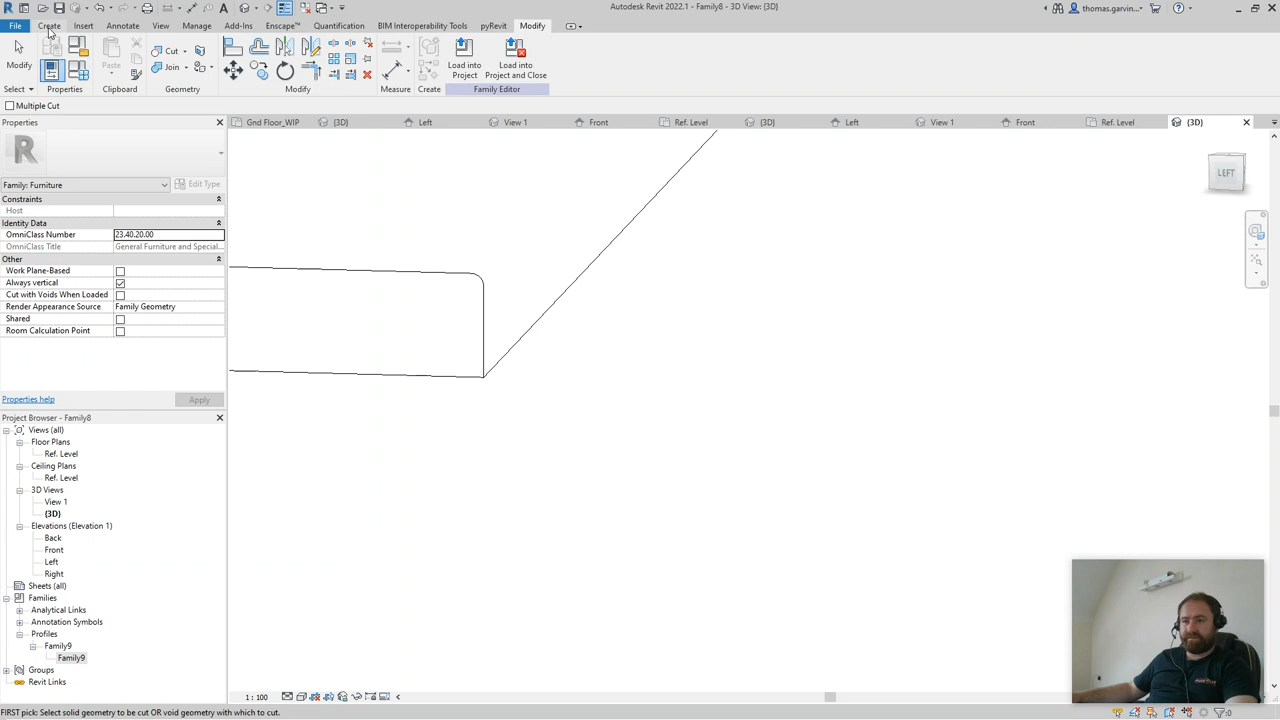 Autodesk Revit 2022.1 - Family8 - 3D View: {3D}
thomas.garvin...
File Create Insert Annotate View Manage Add-Ins Enscape™ Quantification BIM Interoperability Tools pyRevit Modify
Modify Paste Cut Join Load into Project Load into Project and Close
Select Properties Clipboard Geometry Modify Measure Create Family Editor
Multiple Cut
Properties
Gnd Floor_WIP {3D} Left View 1 Front Ref. Level {3D} Left View 1 Front Ref. Level {3D}
LEFT
Family: Furniture Edit Type
Constraints
Host
Identity Data
OmniClass Number 23.40.20.00
OmniClass Title General Furniture and Special...
Other
Work Plane-Based
Always vertical
Cut with Voids When Loaded
Render Appearance Source Family Geometry
Shared
Room Calculation Point
Properties help Apply
Project Browser - Family8
Views (all)
Floor Plans
Ref. Level
Ceiling Plans
Ref. Level
3D Views
View 1
{3D}
Elevations (Elevation 1)
Back
Front
Left
Right
Sheets (all)
Families
Analytical Links
Annotation Symbols
Profiles
Family9
Family9
Groups
Revit Links
1 : 100
FIRST pick: Select solid geometry to be cut OR void geometry with which to cut.
:0